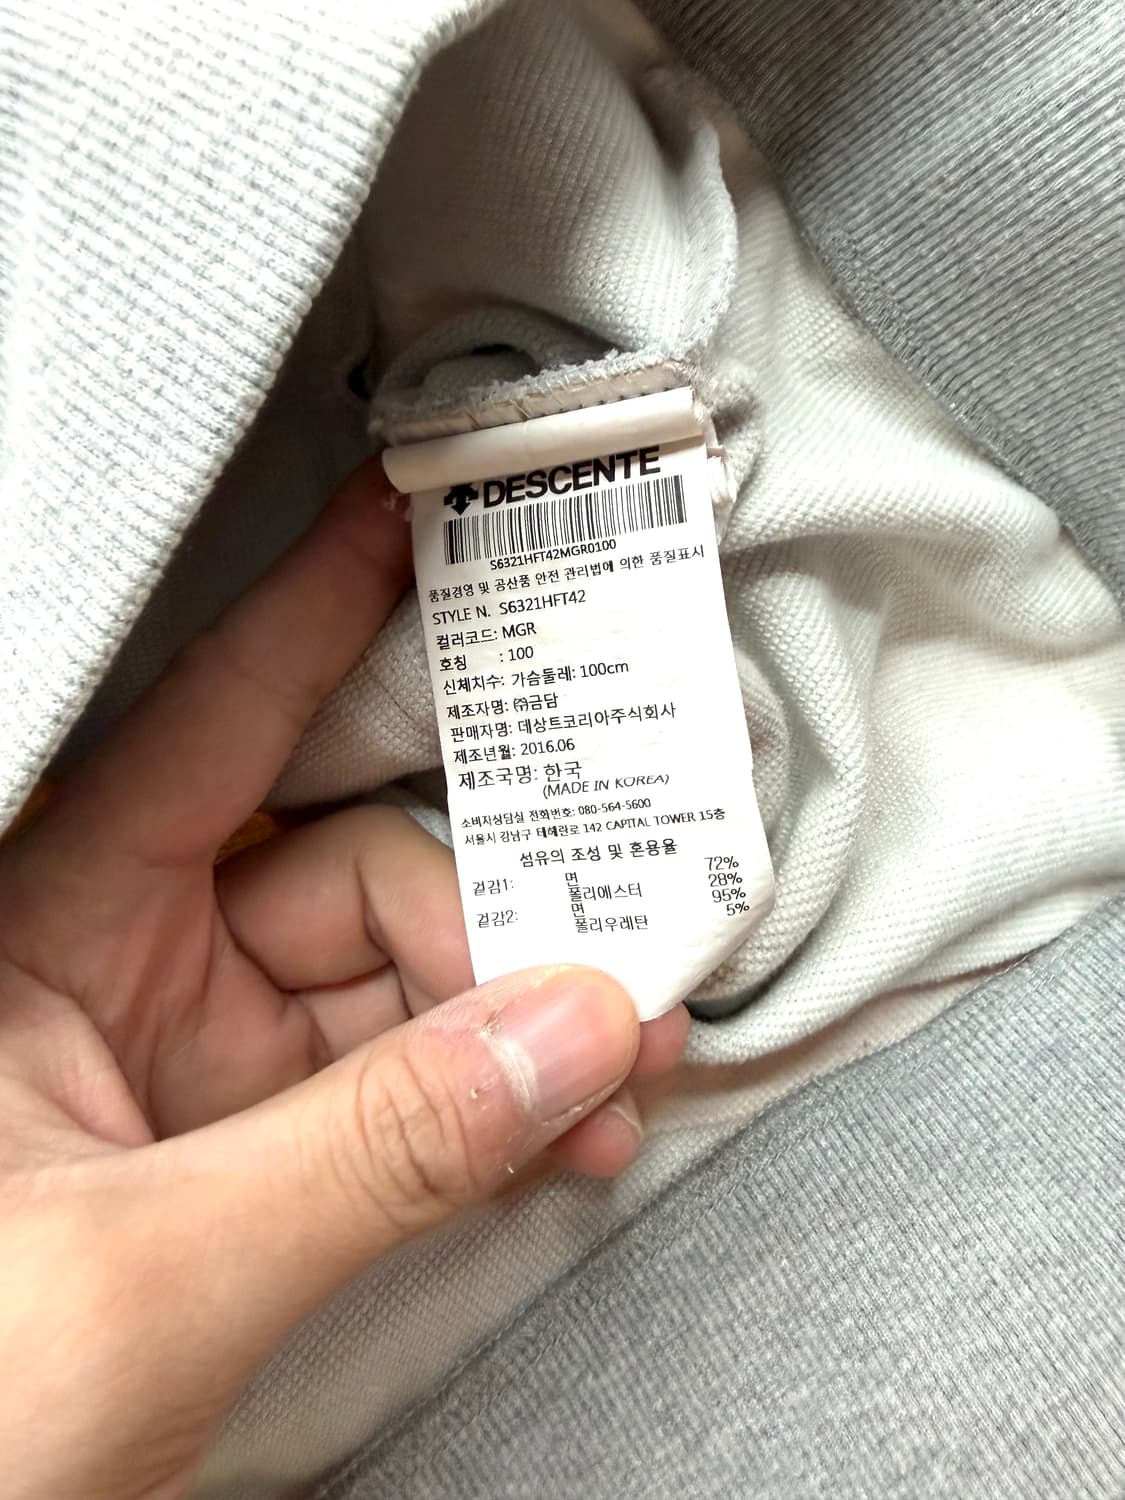 DESCENTE
S6321HFT42MGR0100
품질경영 및 공산품 안전 관리법에 의한 품질표시
STYLE N. S6321HFT42
컬러코드: MGR
호칭 : 100
신체치수: 가슴둘레: 100cm
제조자명: ㈜금담
판매자명: 데상트코리아주식회사
제조년월: 2016.06
제조국명: 한국
(MADE IN KOREA)
소비자상담실 전화번호: 080-564-5600
서울시 강남구 테헤란로 142 CAPITAL TOWER 15층
섬유의 조성 및 혼용율
겉감1: 면 72%
폴리에스터 28%
겉감2: 면 95%
폴리우레탄 5%